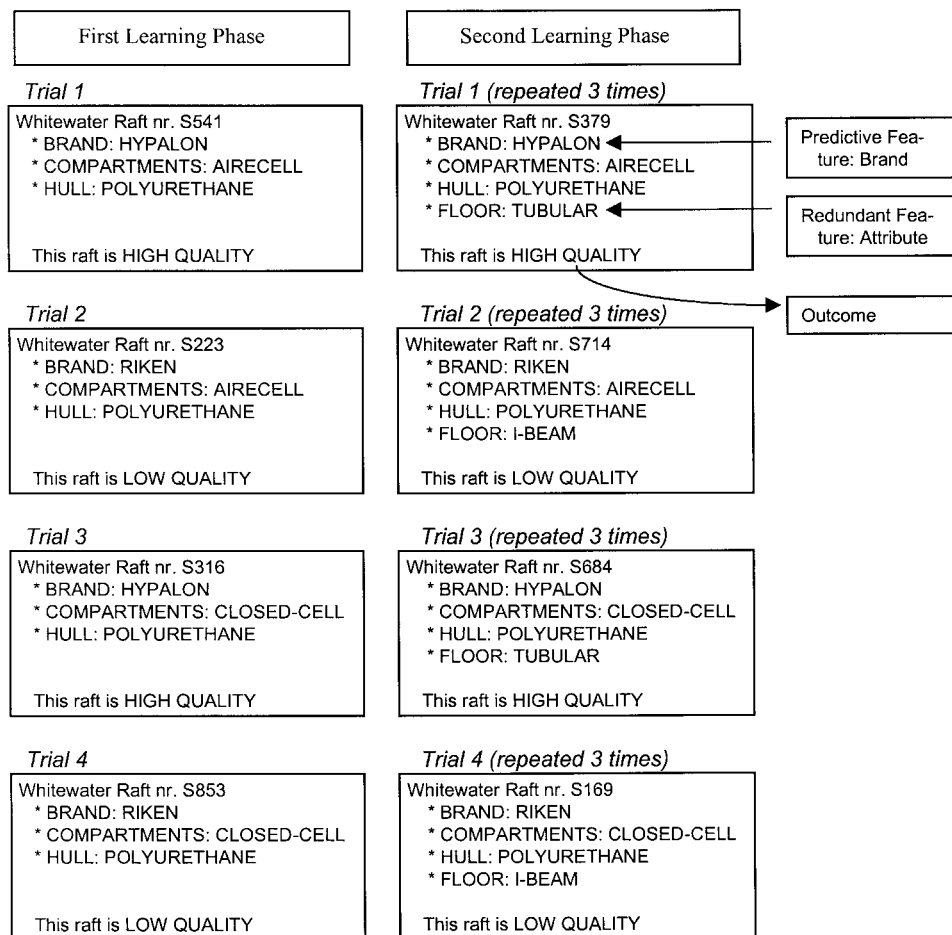 First Learning Phase
Second Learning Phase
Trial 1
Whitewater Raft nr. S541
* BRAND: HYPALON
* COMPARTMENTS: AIRECELL
* HULL: POLYURETHANE
This raft is HIGH QUALITY
Trial 1 (repeated 3 times)
Whitewater Raft nr. S379
* BRAND: HYPALON
* COMPARTMENTS: AIRECELL
* HULL: POLYURETHANE
* FLOOR: TUBULAR
This raft is HIGH QUALITY
Predictive Fea-
ture: Brand
Redundant Fea-
ture: Attribute
Outcome
Trial 2
Whitewater Raft nr. S223
* BRAND: RIKEN
* COMPARTMENTS: AIRECELL
* HULL: POLYURETHANE
This raft is LOW QUALITY
Trial 2 (repeated 3 times)
Whitewater Raft nr. S714
* BRAND: RIKEN
* COMPARTMENTS: AIRECELL
* HULL: POLYURETHANE
* FLOOR: I-BEAM
This raft is LOW QUALITY
Trial 3
Whitewater Raft nr. S316
* BRAND: HYPALON
* COMPARTMENTS: CLOSED-CELL
* HULL: POLYURETHANE
This raft is HIGH QUALITY
Trial 3 (repeated 3 times)
Whitewater Raft nr. S684
* BRAND: HYPALON
* COMPARTMENTS: CLOSED-CELL
* HULL: POLYURETHANE
* FLOOR: TUBULAR
This raft is HIGH QUALITY
Trial 4
Whitewater Raft nr. S853
* BRAND: RIKEN
* COMPARTMENTS: CLOSED-CELL
* HULL: POLYURETHANE
This raft is LOW QUALITY
Trial 4 (repeated 3 times)
Whitewater Raft nr. S169
* BRAND: RIKEN
* COMPARTMENTS: CLOSED-CELL
* HULL: POLYURETHANE
* FLOOR: I-BEAM
This raft is LOW QUALITY